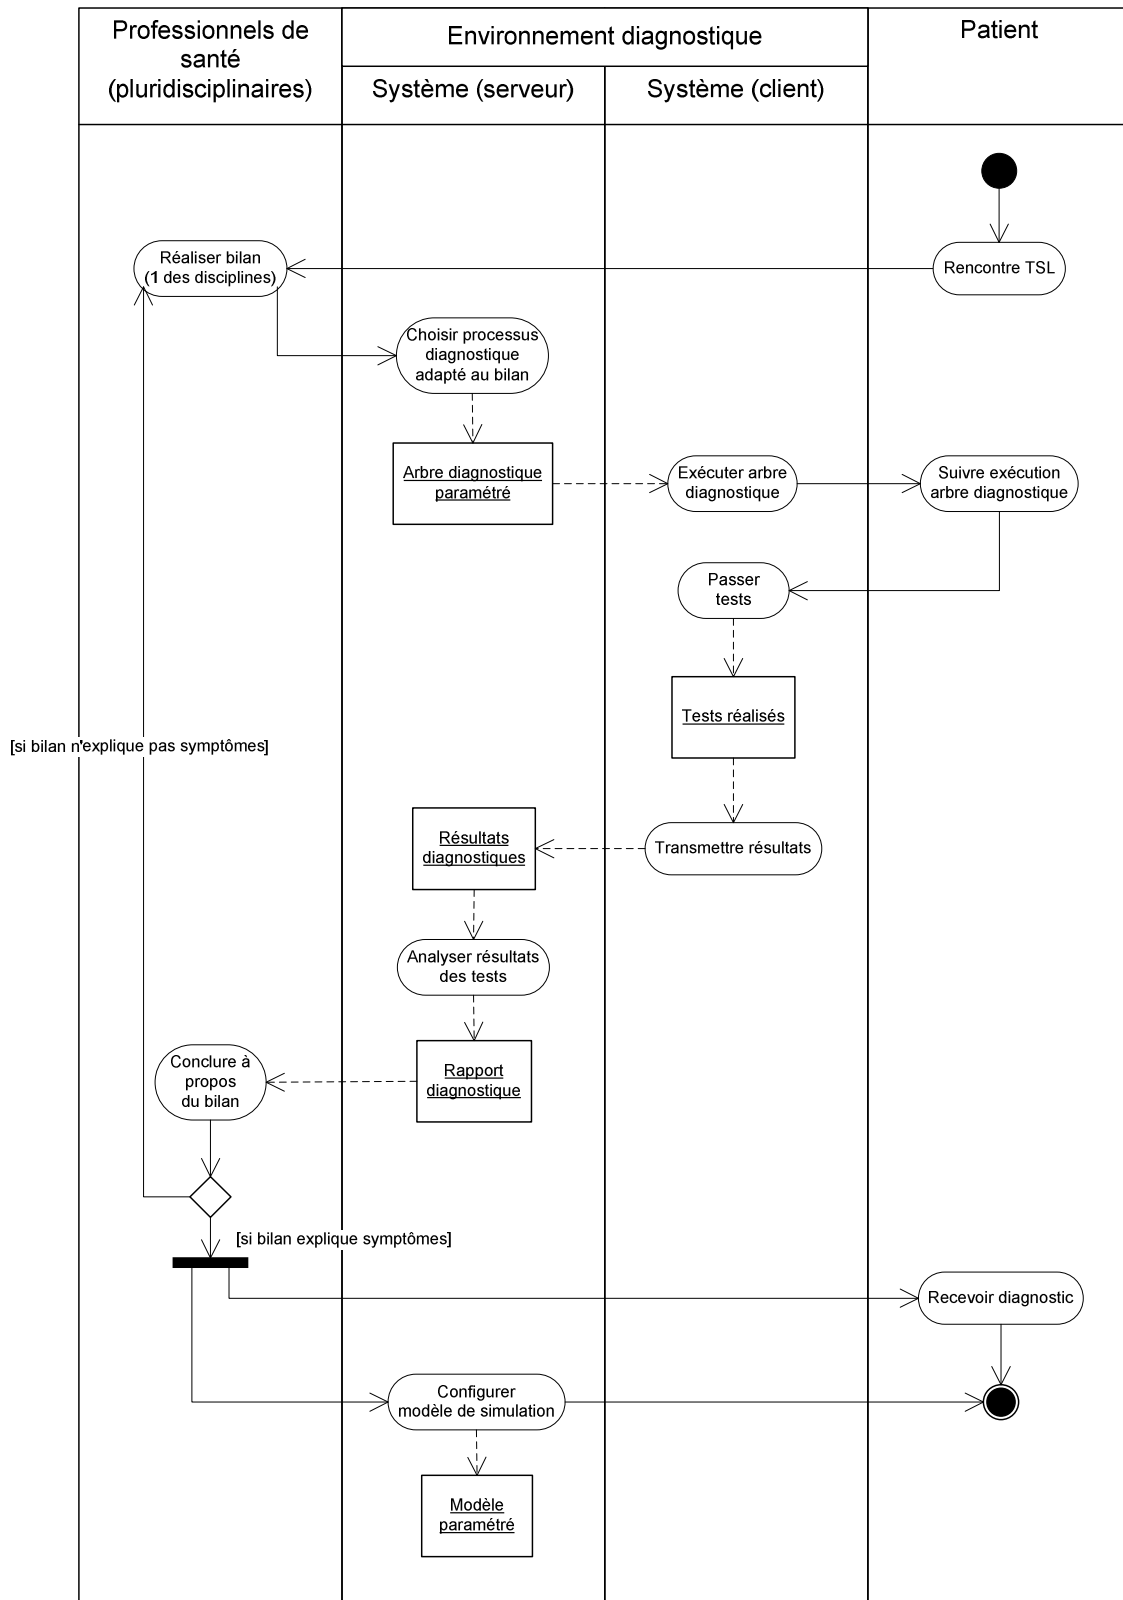 Professionnels de
santé
(pluridisciplinaires)
Environnement diagnostique
Patient
Système (serveur)
Système (client)
Réaliser bilan
(1 des disciplines)
Rencontre TSL
Choisir processus
diagnostique
adapté au bilan
Arbre diagnostique
paramétré
Exécuter arbre
diagnostique
Suivre exécution
arbre diagnostique
Passer
tests
Tests réalisés
[si bilan n'explique pas symptômes]
Résultats
diagnostiques
Transmettre résultats
Analyser résultats
des tests
Conclure à
propos
du bilan
Rapport
diagnostique
[si bilan explique symptômes]
Recevoir diagnostic
Configurer
modèle de simulation
Modèle
paramétré